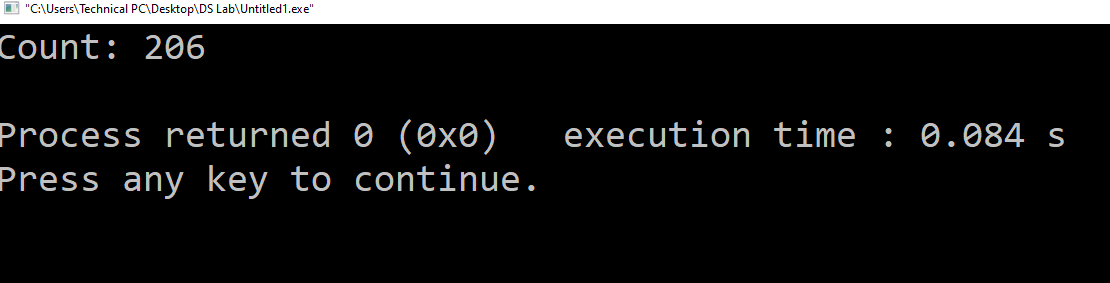 "C:\Users\Technical PC\Desktop\DS Lab\Untitled1.exe"
Count: 206
Process returned 0 (0x0)   execution time : 0.084 s
Press any key to continue.